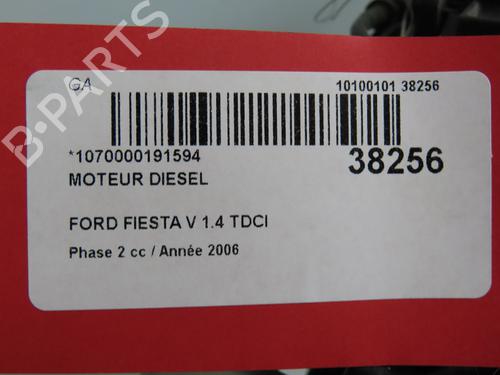 GA
10100101 38256
*1070000191594
38256
MOTEUR DIESEL
FORD FIESTA V 1.4 TDCI
Phase 2 cc / Année 2006
B-PARTS